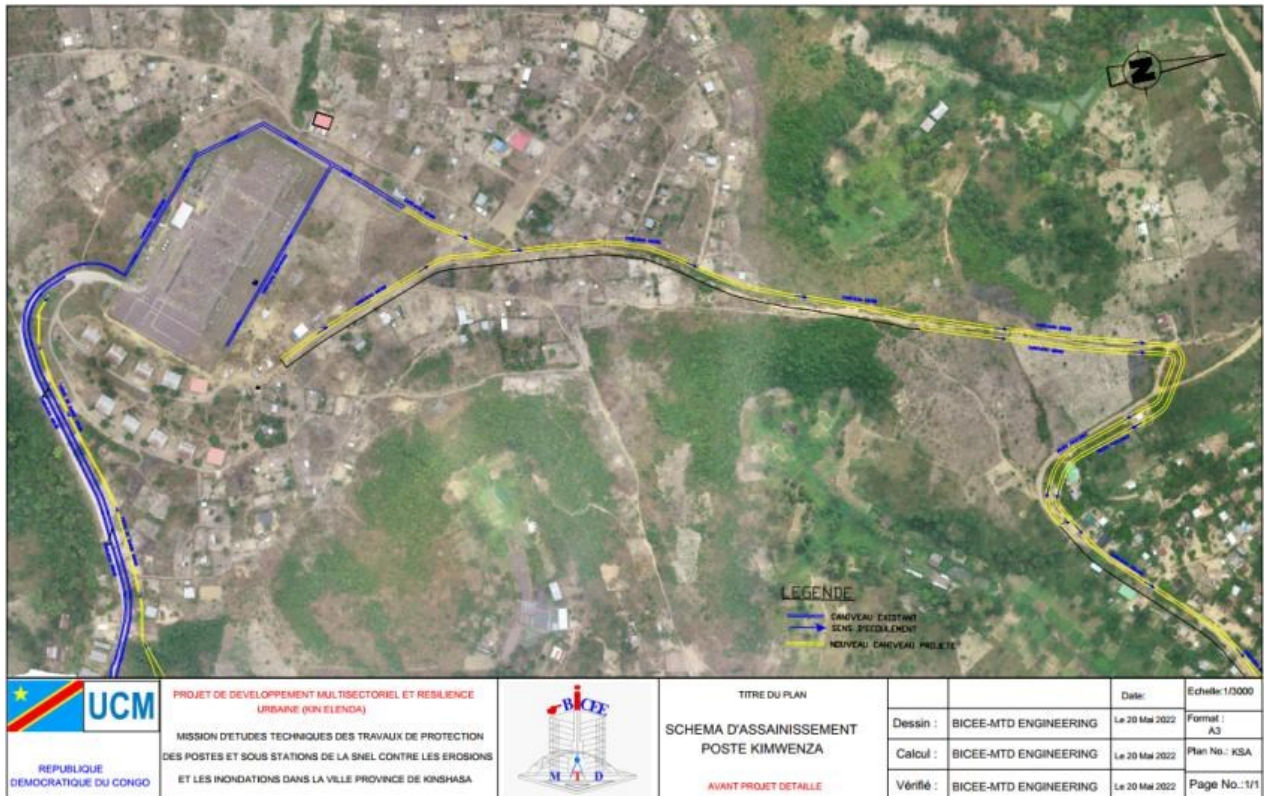 N
LEGENDE
CANIVEAU EXISTANT
SENS D'ECOULEMENT
NOUVEAU CANIVEAU PROJETE
UCM
REPUBLIQUE
DEMOCRATIQUE DU CONGO
PROJET DE DEVELOPPEMENT MULTISECTORIEL ET RESILIENCE
URBAINE (KIN ELENDA)
MISSION D'ETUDES TECHNIQUES DES TRAVAUX DE PROTECTION
DES POSTES ET SOUS STATIONS DE LA SNEL CONTRE LES EROSIONS
ET LES INONDATIONS DANS LA VILLE PROVINCE DE KINSHASA
BICEE
M T D
TITRE DU PLAN
SCHEMA D'ASSAINISSEMENT
POSTE KIMWENZA
AVANT PROJET DETAILLE
Date:
Echelle:1/3000
Dessin :
BICEE-MTD ENGINEERING
Le 20 Mai 2022
Format :
A3
Calcul :
BICEE-MTD ENGINEERING
Le 20 Mai 2022
Plan No.: KSA
Vérifié :
BICEE-MTD ENGINEERING
Le 20 Mai 2022
Page No.:1/1